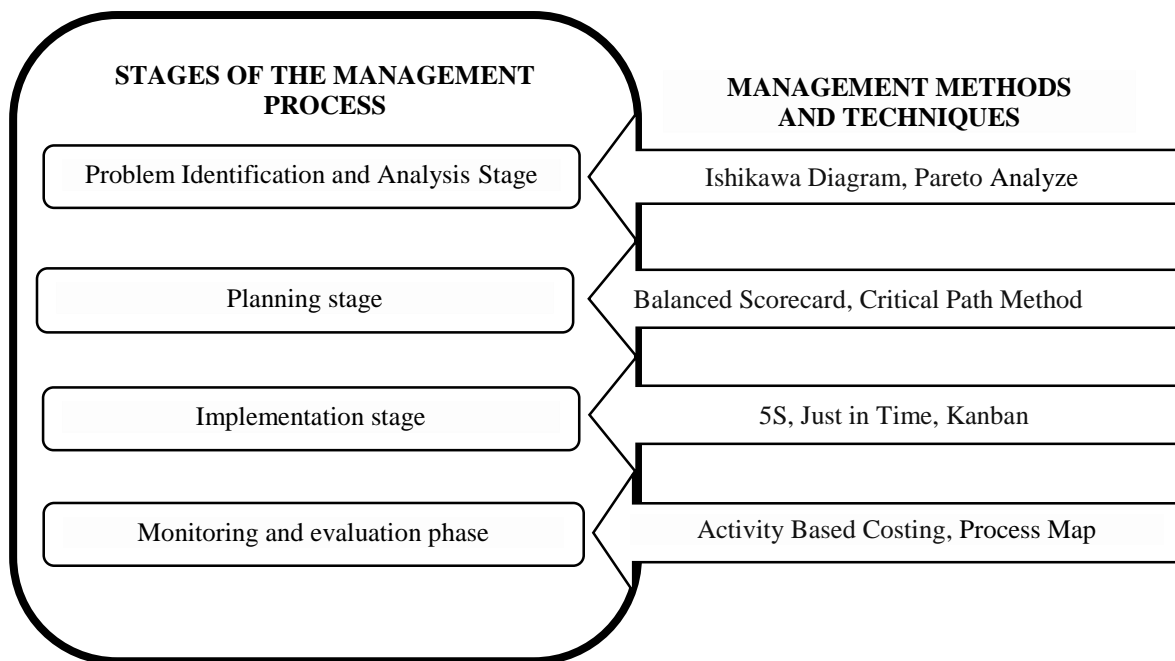 STAGES OF THE MANAGEMENT
PROCESS
MANAGEMENT METHODS
AND TECHNIQUES
Problem Identification and Analysis Stage
Ishikawa Diagram, Pareto Analyze
Planning stage
Balanced Scorecard, Critical Path Method
Implementation stage
5S, Just in Time, Kanban
Monitoring and evaluation phase
Activity Based Costing, Process Map